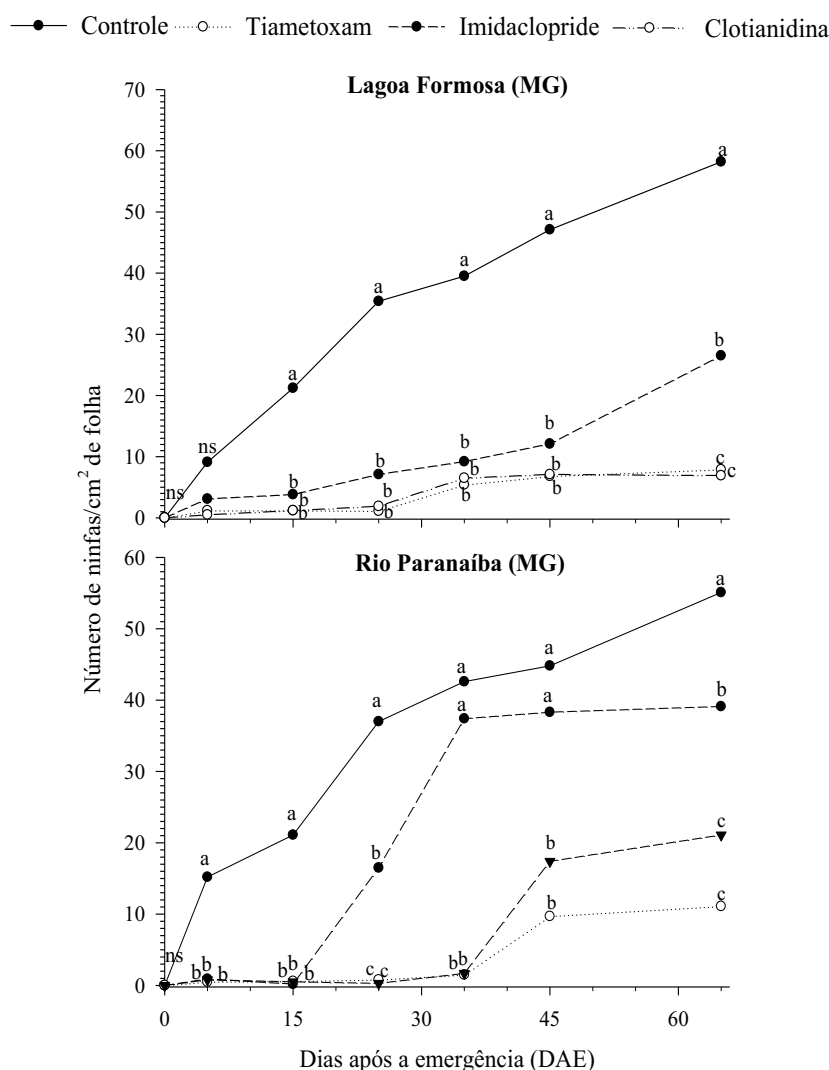 Controle Tiametoxam Imidaclopride Clotianidina
Lagoa Formosa (MG)
70
60
50
40
30
20
10
0
ns
ns
a
a
a
a
a
b
b
b
b
b
b
b
b
b
b
b
b
b
c
c
Número de ninfas/cm² de folha
Rio Paranaíba (MG)
60
50
40
30
20
10
0
ns
a
a
a
a
a
a
b
a
a
b
b
b
b
b
b
b
c
c
b
b
b
b
c
c
0 15 30 45 60
Dias após a emergência (DAE)